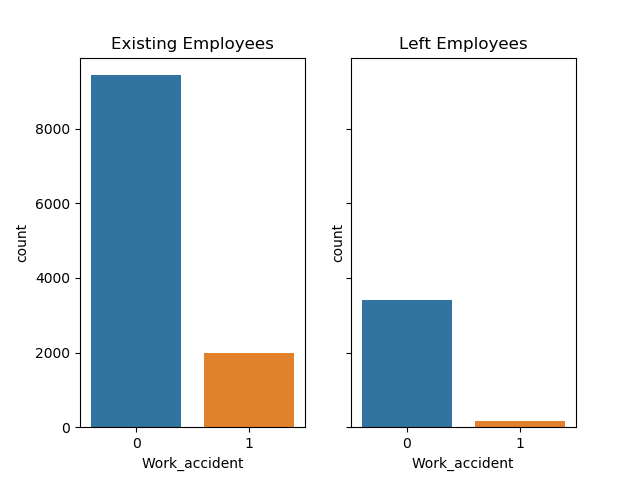 Existing Employees
Left Employees
count
8000
6000
4000
2000
0
0
1
Work_accident
count
0
1
Work_accident